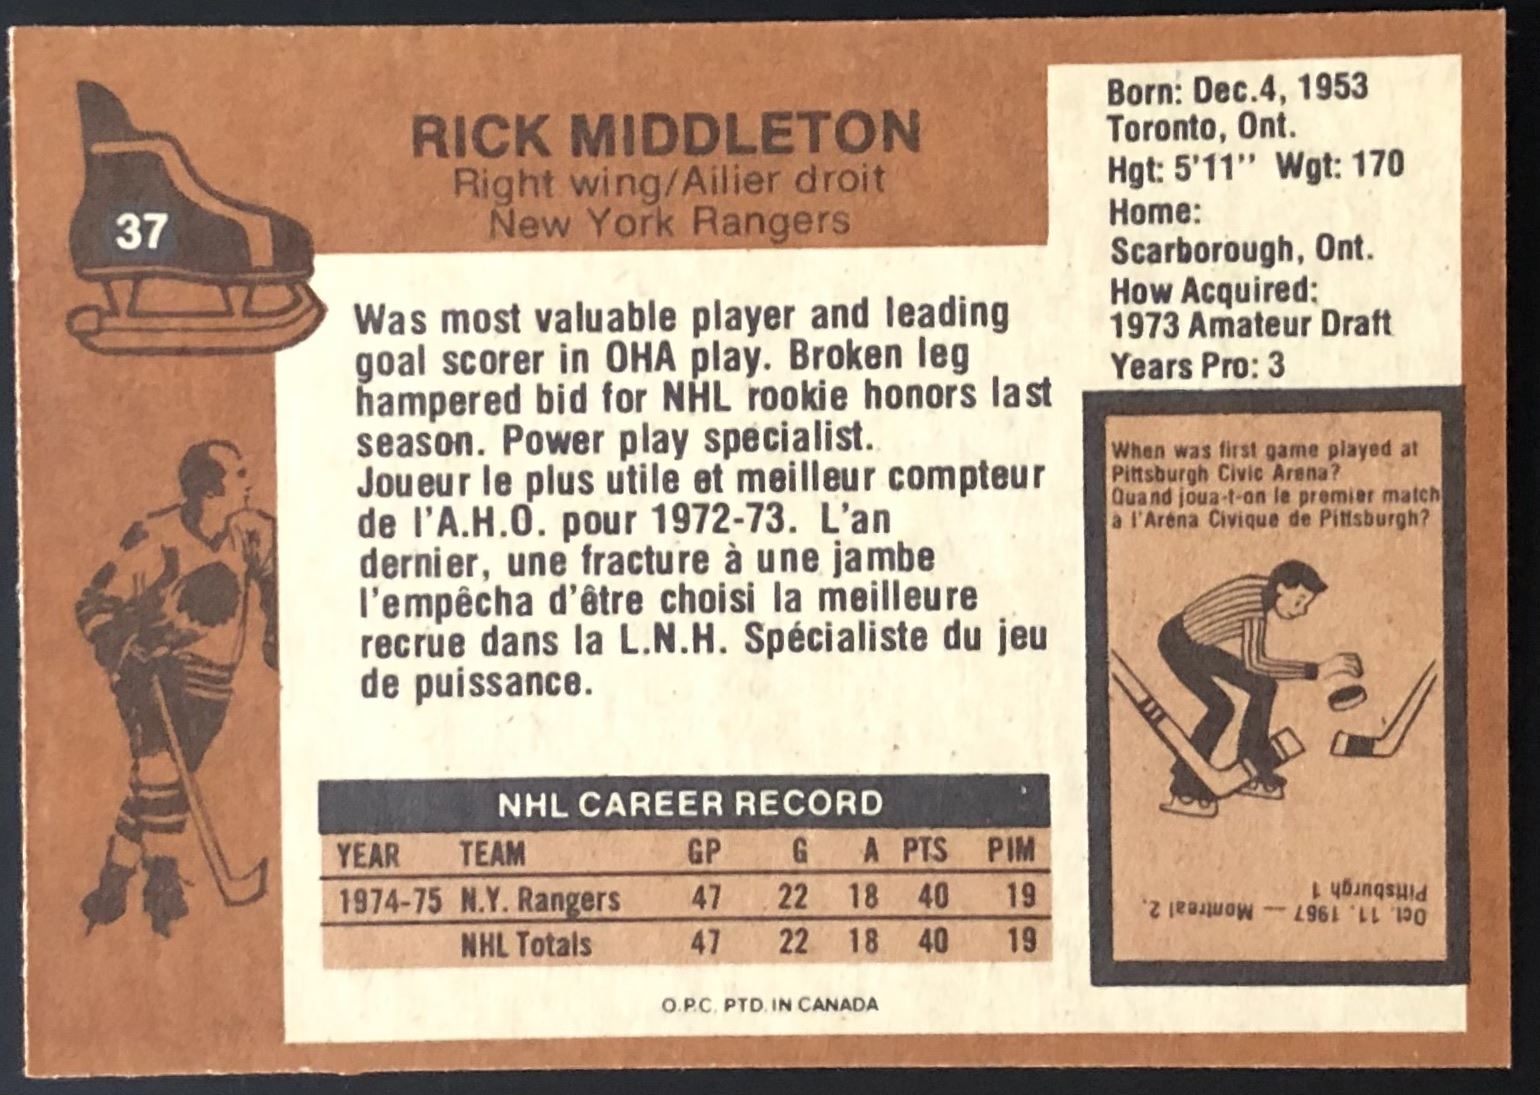 37
RICK MIDDLETON
Right wing/Ailier droit
New York Rangers
Born: Dec.4, 1953
Toronto, Ont.
Hgt: 5'11" Wgt: 170
Home:
Scarborough, Ont.
How Acquired:
1973 Amateur Draft
Years Pro: 3
Was most valuable player and leading
goal scorer in OHA play. Broken leg
hampered bid for NHL rookie honors last
season. Power play specialist.
Joueur le plus utile et meilleur compteur
de l'A.H.O. pour 1972-73. L'an
dernier, une fracture à une jambe
l'empêcha d'être choisi la meilleure
recrue dans la L.N.H. Spécialiste du jeu
de puissance.
When was first game played at
Pittsburgh Civic Arena?
Quand joua-t-on le premier match
à l'Aréna Civique de Pittsburgh?
Oct. 11. 1967 — Montreal 2,
Pittsburgh 1
NHL CAREER RECORD
YEAR TEAM GP G A PTS PIM
1974-75 N.Y. Rangers 47 22 18 40 19
NHL Totals 47 22 18 40 19
O.P.C. PTD. IN CANADA